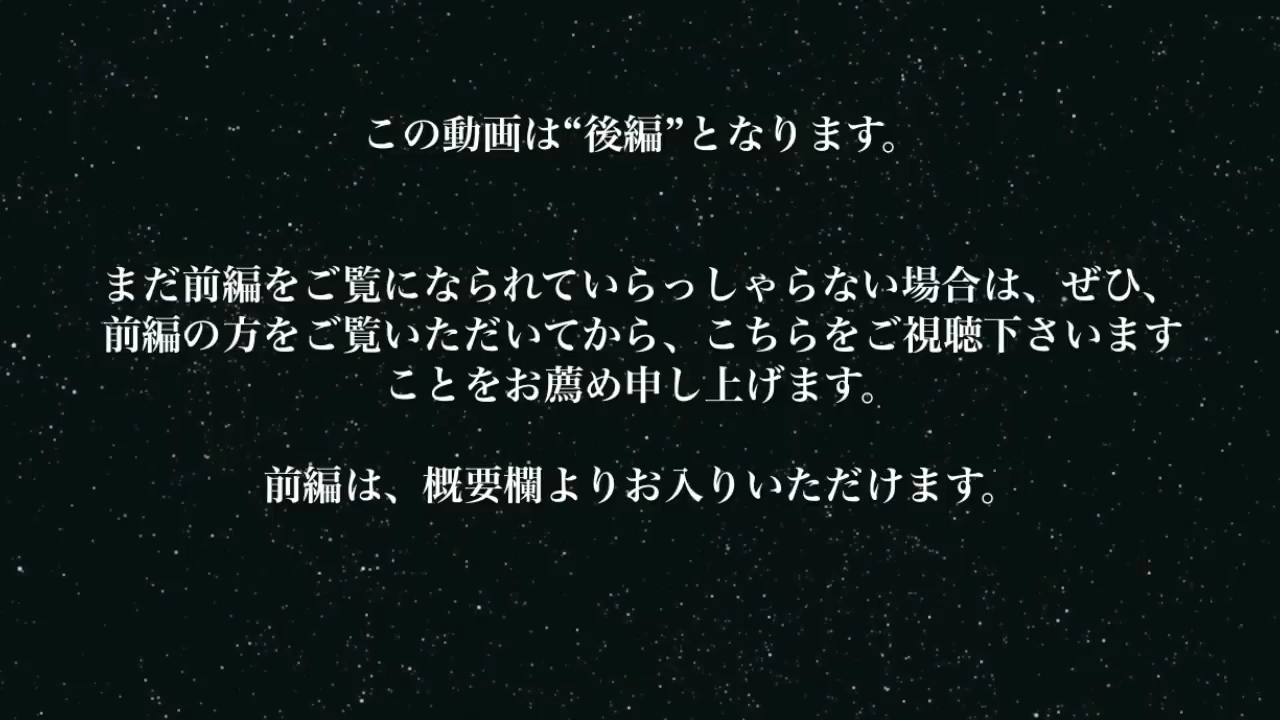 この動画は“後編”となります。
まだ前編をご覧になられていらっしゃらない場合は、ぜひ、
前編の方をご覧いただいてから、こちらをご視聴下さいます
ことをお薦め申し上げます。
前編は、概要欄よりお入りいただけます。